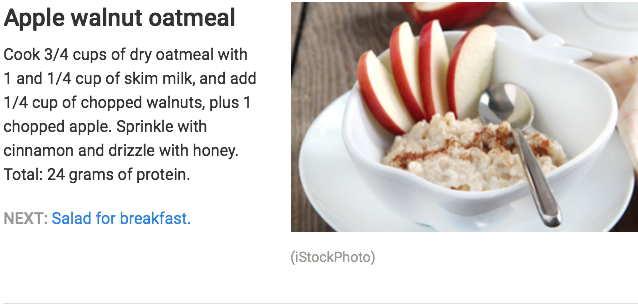 Apple walnut oatmeal
Cook 3/4 cups of dry oatmeal with
1 and 1/4 cup of skim milk, and add
1/4 cup of chopped walnuts, plus 1
chopped apple. Sprinkle with
cinnamon and drizzle with honey.
Total: 24 grams of protein.
NEXT: Salad for breakfast.
(iStockPhoto)